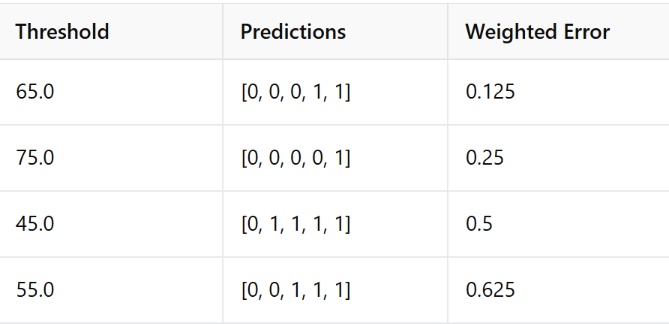 Threshold Predictions Weighted Error
65.0 [0, 0, 0, 1, 1] 0.125
75.0 [0, 0, 0, 0, 1] 0.25
45.0 [0, 1, 1, 1, 1] 0.5
55.0 [0, 0, 1, 1, 1] 0.625